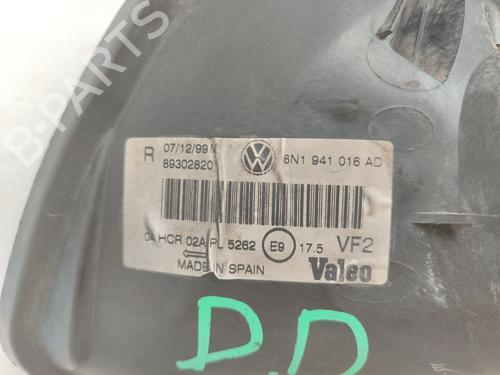 B-PARTS
R 07/12/99 M 6N1 941 016 AD
89302820
04 HCR 02A PL 5262 E9 17.5 VF2
MADE IN SPAIN Valeo
D.D